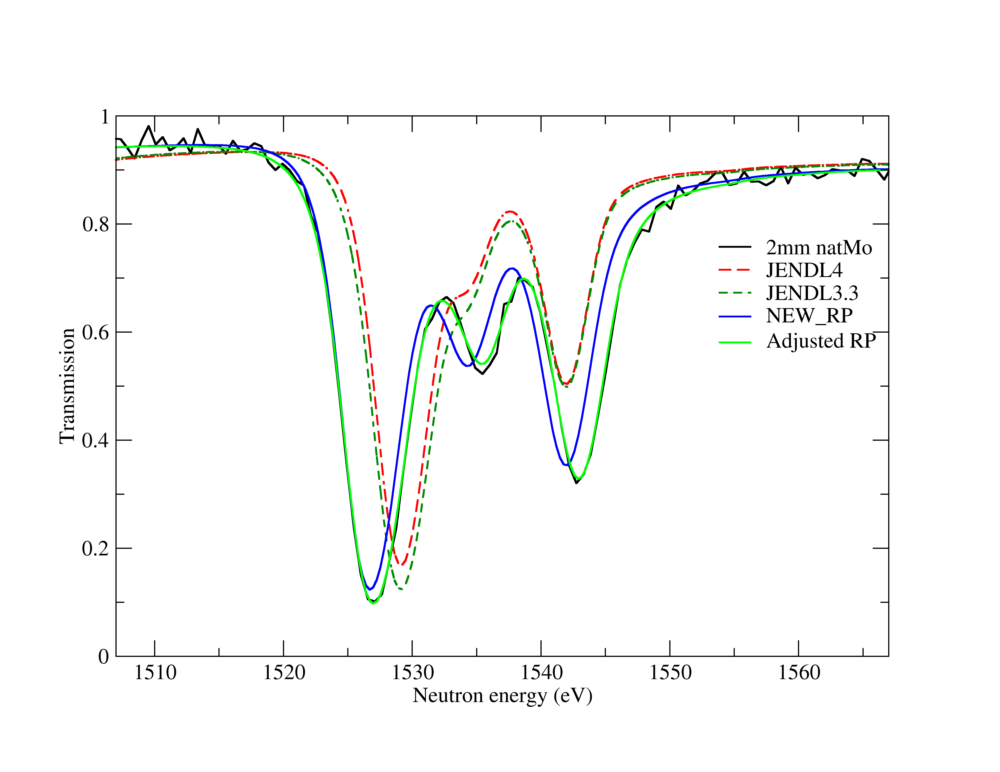 1
0.8
0.6
0.4
0.2
0
Transmission
2mm natMo
JENDL4
JENDL3.3
NEW_RP
Adjusted RP
1510 1520 1530 1540 1550 1560
Neutron energy (eV)